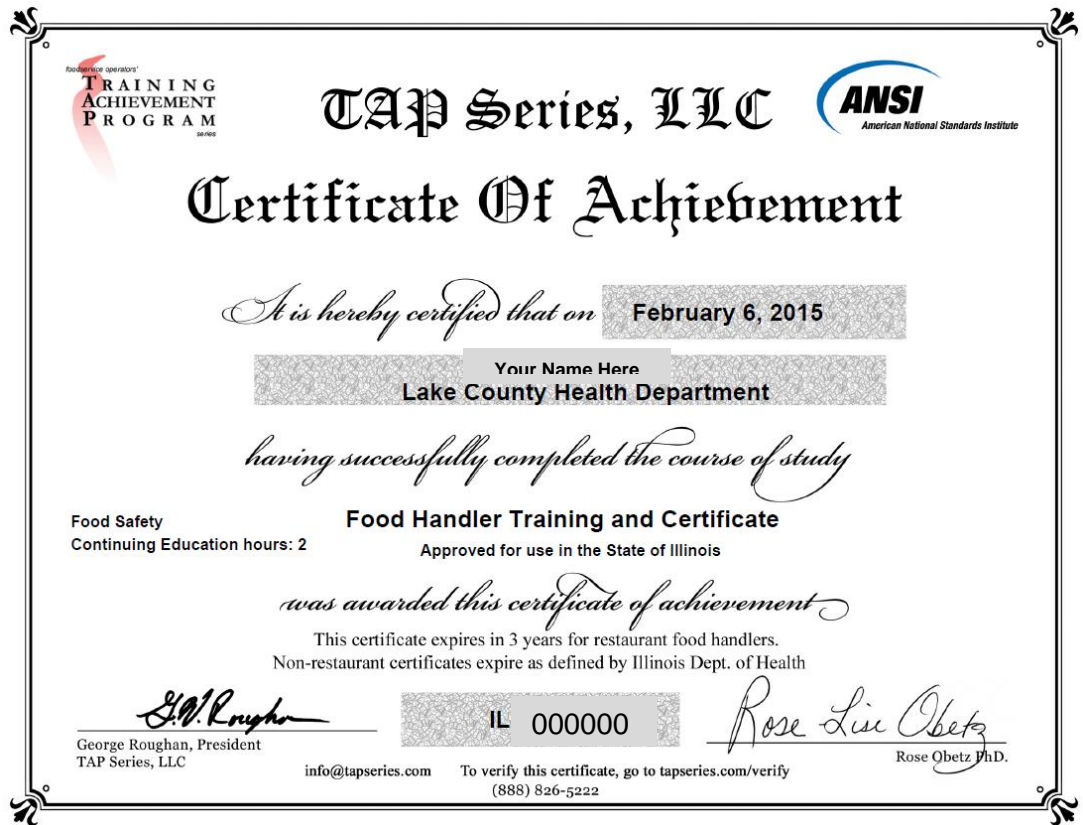 foodservice operators'
TRAINING
ACHIEVEMENT
PROGRAM
series
TAP Series, LLC
ANSI
American National Standards Institute
Certificate Of Achievement
It is hereby certified that on February 6, 2015
Your Name Here
Lake County Health Department
having successfully completed the course of study
Food Safety
Continuing Education hours: 2
Food Handler Training and Certificate
Approved for use in the State of Illinois
was awarded this certificate of achievement
This certificate expires in 3 years for restaurant food handlers.
Non-restaurant certificates expire as defined by Illinois Dept. of Health
G.V. Roughan
George Roughan, President
TAP Series, LLC
IL 000000
Rose Lise Obetz
Rose Obetz PhD.
info@tapseries.com To verify this certificate, go to tapseries.com/verify
(888) 826-5222